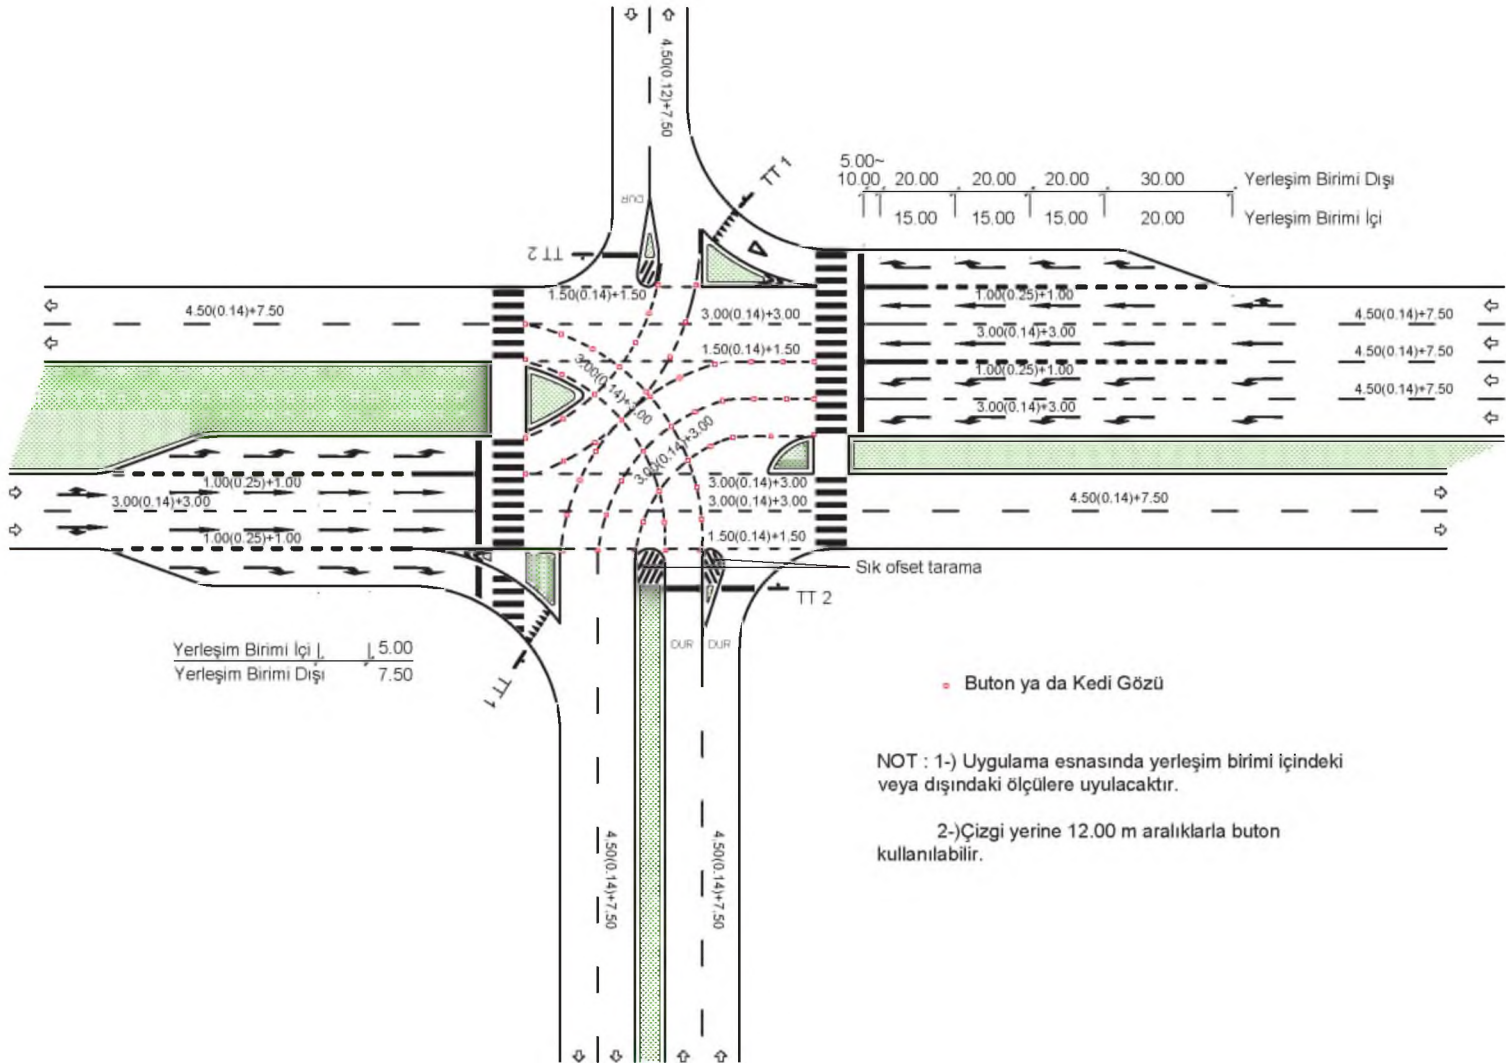 4.50(0.12)+7.50
TT 1
DUR
TT 2
5.00~
10.00 20.00 20.00 20.00 30.00 Yerleşim Birimi Dışı
15.00 15.00 15.00 20.00 Yerleşim Birimi İçi
4.50(0.14)+7.50
1.50(0.14)+1.50
3.00(0.14)+3.00
1.50(0.14)+1.50
3.00(0.14)+3.00
3.00(0.14)+3.00
1.00(0.25)+1.00
3.00(0.14)+3.00
1.00(0.25)+1.00
3.00(0.14)+3.00
4.50(0.14)+7.50
4.50(0.14)+7.50
4.50(0.14)+7.50
1.00(0.25)+1.00
3.00(0.14)+3.00
1.00(0.25)+1.00
3.00(0.14)+3.00
3.00(0.14)+3.00
1.50(0.14)+1.50
4.50(0.14)+7.50
Sık ofset tarama
TT 2
DUR DUR
TT 1
Yerleşim Birimi İçi 5.00
Yerleşim Birimi Dışı 7.50
4.50(0.14)+7.50
4.50(0.14)+7.50
Buton ya da Kedi Gözü
NOT : 1-) Uygulama esnasında yerleşim birimi içindeki
veya dışındaki ölçülere uyulacaktır.
2-)Çizgi yerine 12.00 m aralıklarla buton
kullanılabilir.